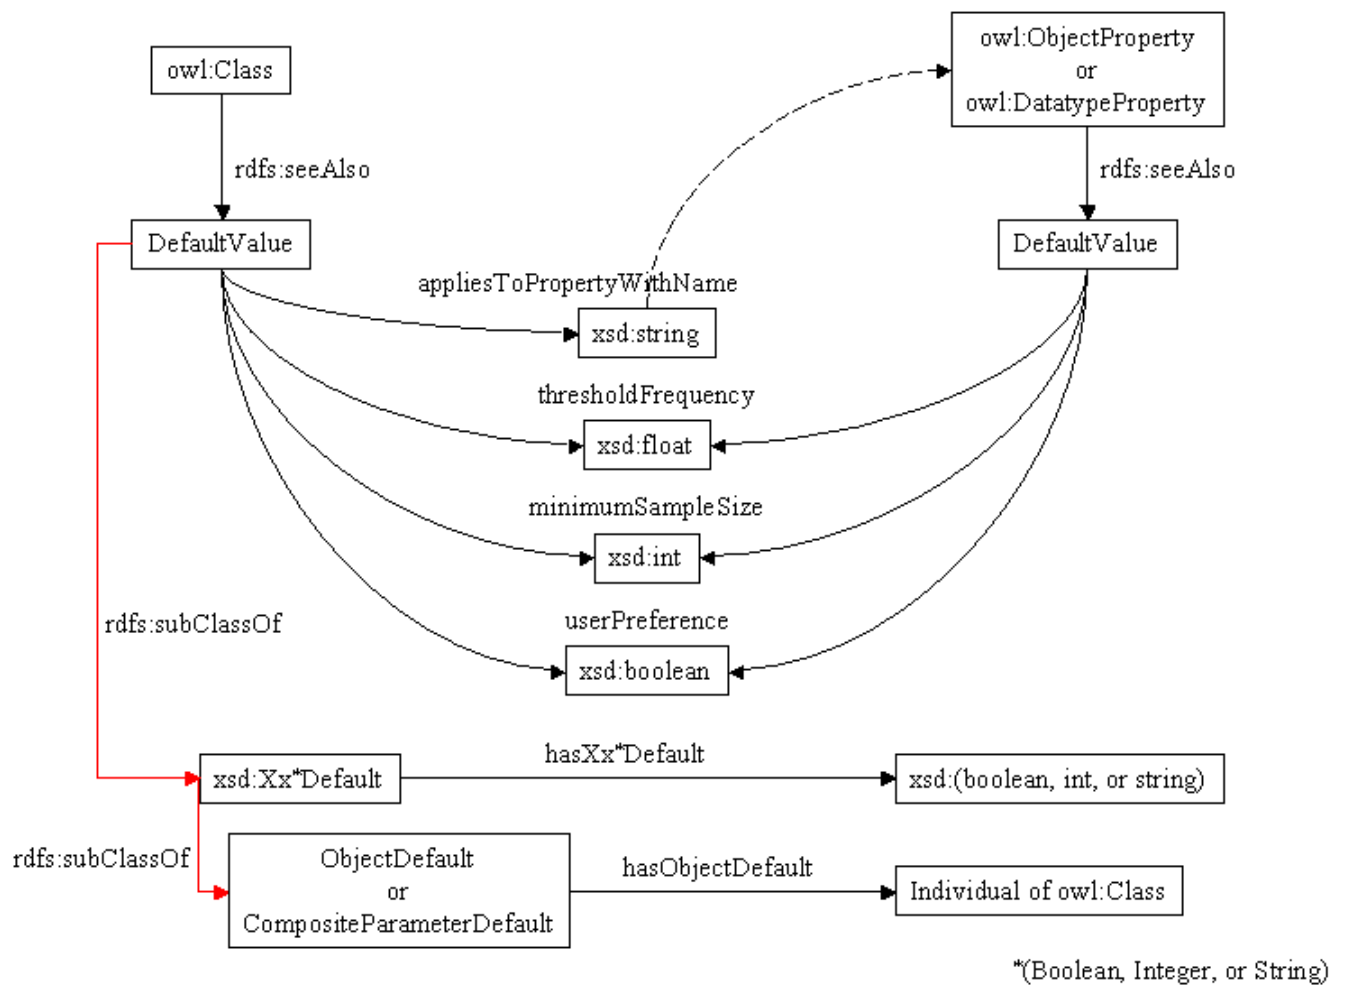 owl:Class
owl:ObjectProperty
or
owl:DatatypeProperty
rdfs:seeAlso
rdfs:seeAlso
DefaultValue
DefaultValue
appliesToPropertyWithName
xsd:string
thresholdFrequency
xsd:float
minimumSampleSize
xsd:int
userPreference
rdfs:subClassOf
xsd:boolean
hasXx*Default
xsd:Xx*Default
xsd:(boolean, int, or string)
rdfs:subClassOf
ObjectDefault
or
CompositeParameterDefault
hasObjectDefault
Individual of owl:Class
*(Boolean, Integer, or String)